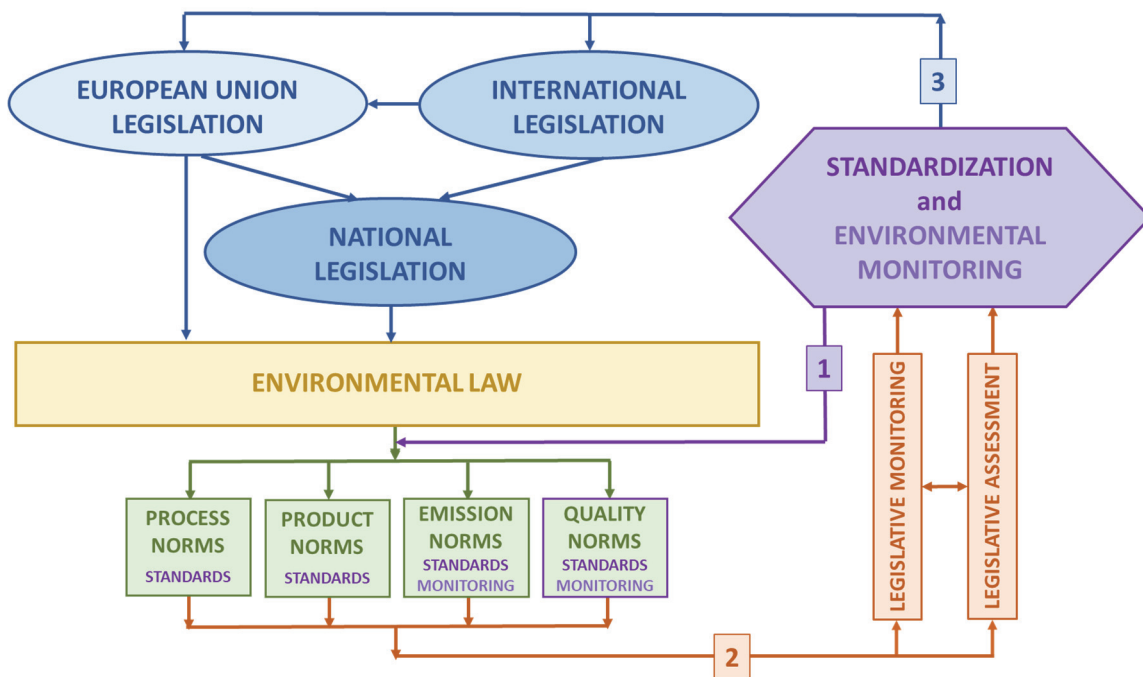 EUROPEAN UNION
LEGISLATION
INTERNATIONAL
LEGISLATION
3
STANDARDIZATION
and
ENVIRONMENTAL
MONITORING
NATIONAL
LEGISLATION
ENVIRONMENTAL LAW
1
LEGISLATIVE MONITORING
LEGISLATIVE ASSESSMENT
PROCESS
NORMS
STANDARDS
PRODUCT
NORMS
STANDARDS
EMISSION
NORMS
STANDARDS
MONITORING
QUALITY
NORMS
STANDARDS
MONITORING
2